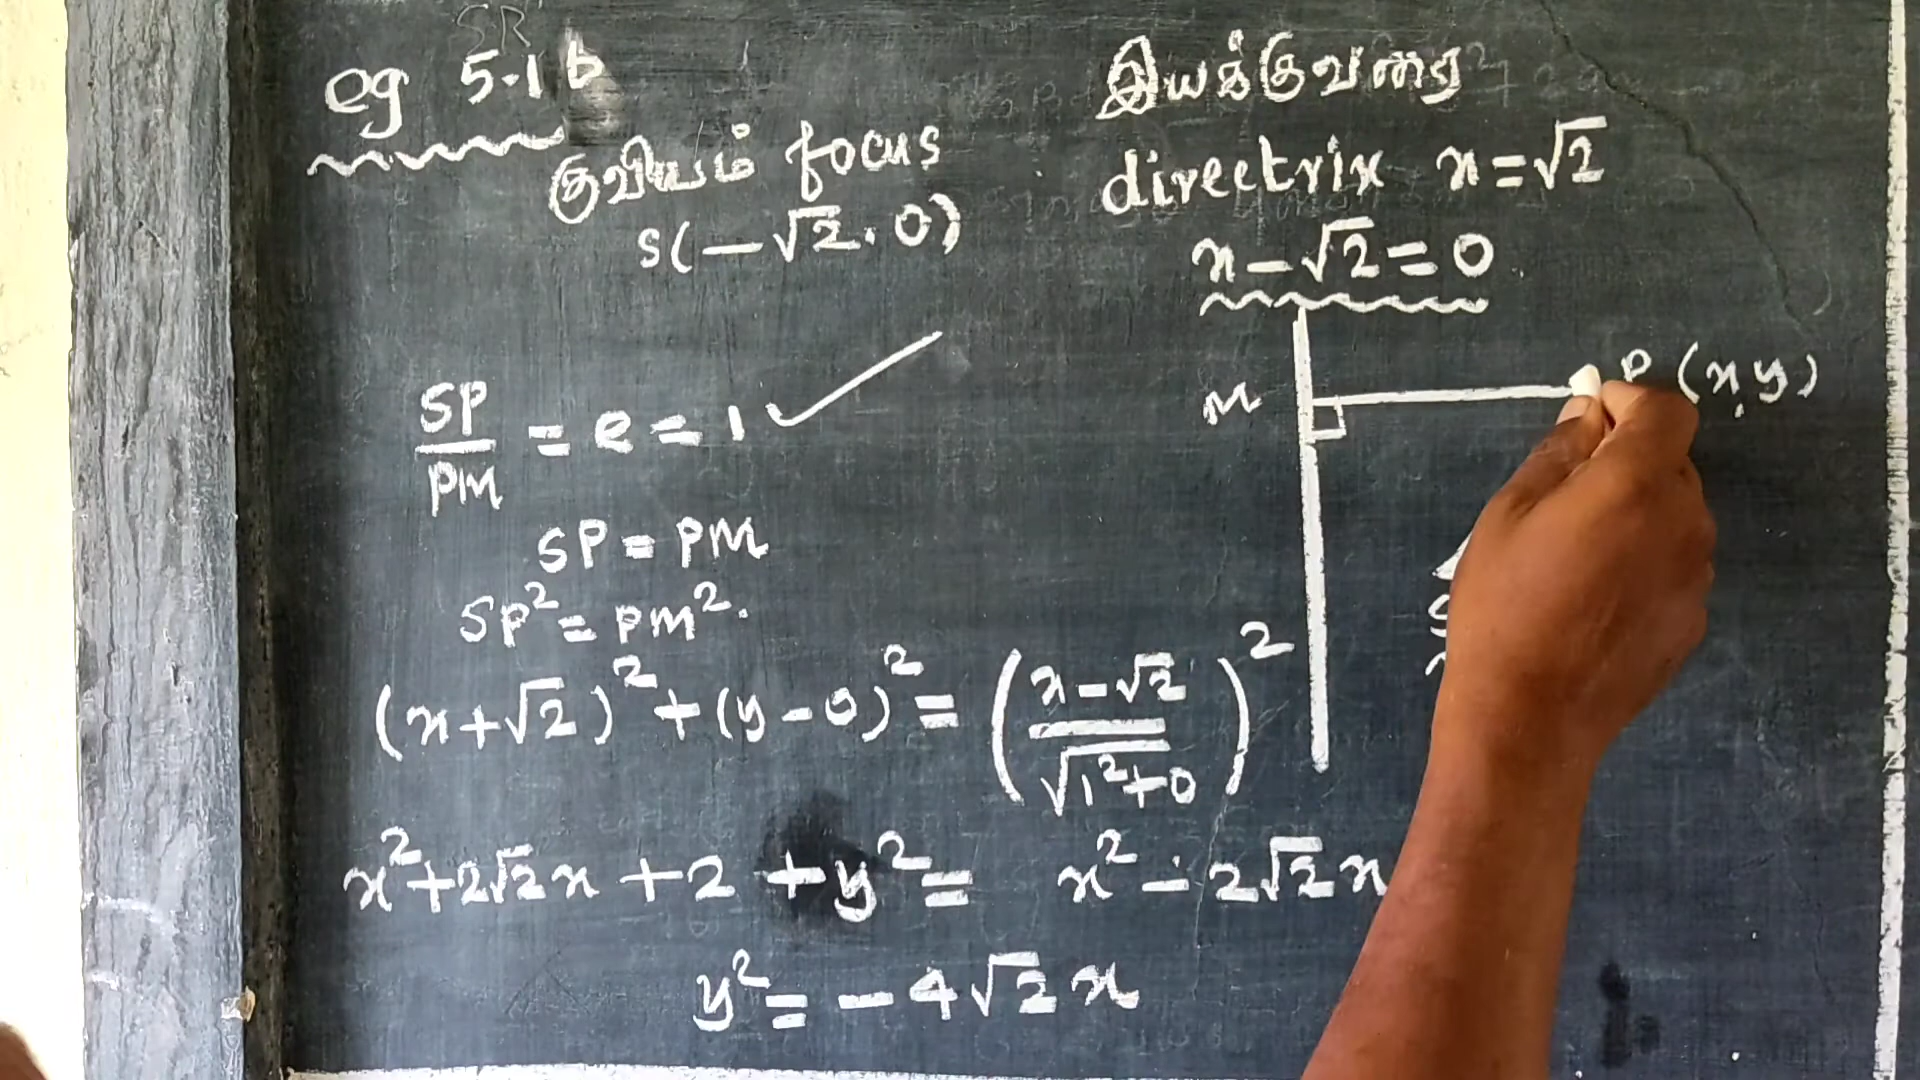 eg 5.1b
குவியம் focus
S(-√2, 0)
இயக்குவரை
directrix x=√2
x-√2=0
M
P (x,y)
S
SP/PM = e = 1 ✓
SP = PM
SP² = PM².
(x+√2)² + (y-0)² = ((x-√2)/√(1²+0))²
x²+2√2x +2 +y² = x²-2√2x
y² = -4√2x